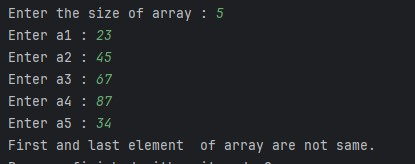 Enter the size of array : 5
Enter a1 : 23
Enter a2 : 45
Enter a3 : 67
Enter a4 : 87
Enter a5 : 34
First and last element  of array are not same.